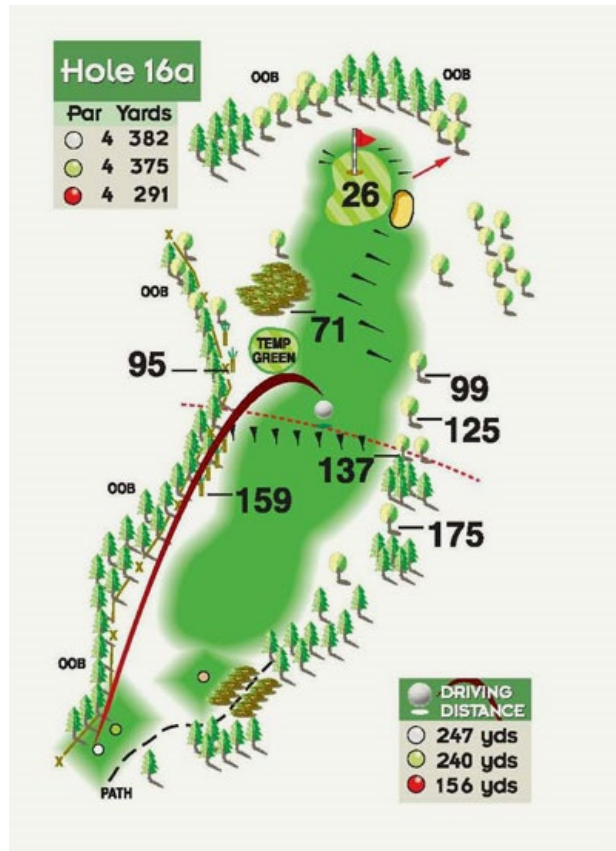 Hole 16a
Par Yards
4 382
4 375
4 291
OOB
OOB
26
OOB
71
TEMP
GREEN
95
99
125
137
159
OOB
175
OOB
PATH
DRIVING
DISTANCE
247 yds
240 yds
156 yds